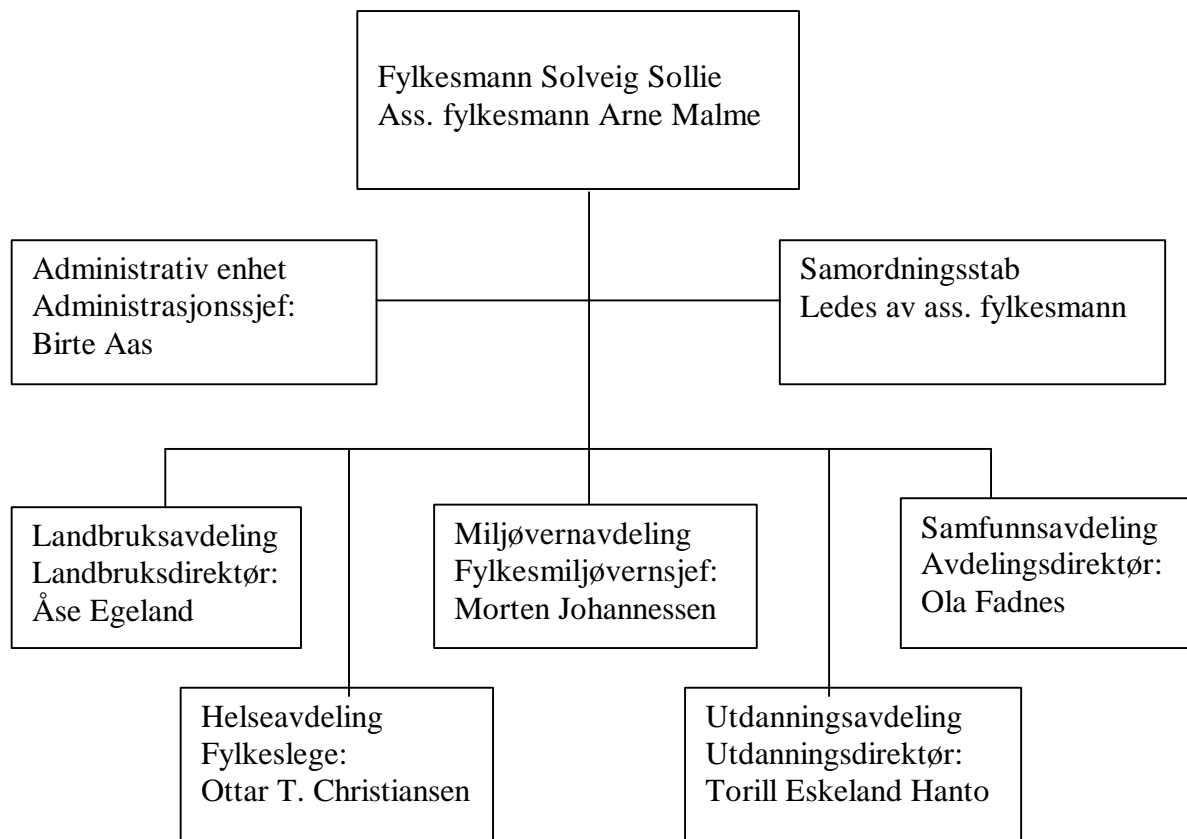 Fylkesmann Solveig Sollie
Ass. fylkesmann Arne Malme
Administrativ enhet
Administrasjonssjef:
Birte Aas
Samordningsstab
Ledes av ass. fylkesmann
Landbruksavdeling
Landbruksdirektør:
Åse Egeland
Miljøvernavdeling
Fylkesmiljøvernsjef:
Morten Johannessen
Samfunnsavdeling
Avdelingsdirektør:
Ola Fadnes
Helseavdeling
Fylkeslege:
Ottar T. Christiansen
Utdanningsavdeling
Utdanningsdirektør:
Torill Eskeland Hanto